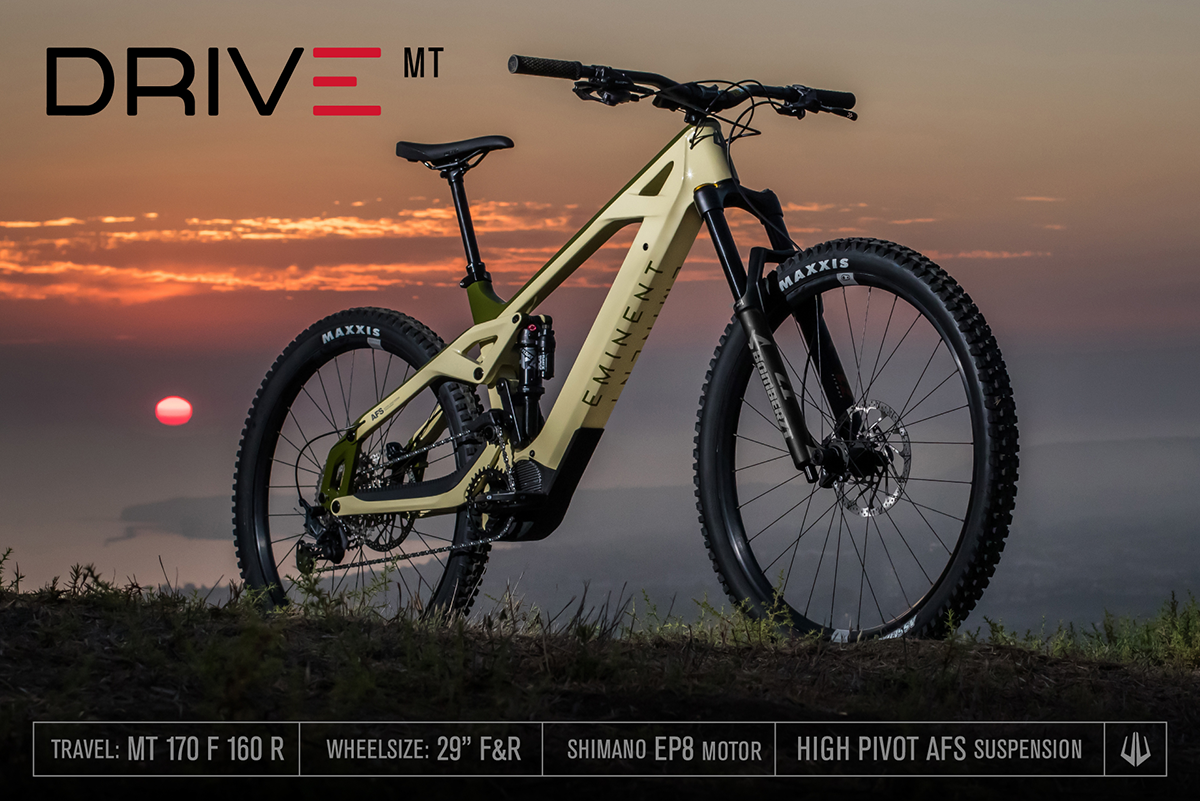 DRIVE MT
MAXXIS
MAXXIS
EMINENT
BOMBER
AFS
TRAVEL: MT 170 F 160 R
WHEELSIZE: 29” F&R
SHIMANO EP8 MOTOR
HIGH PIVOT AFS SUSPENSION